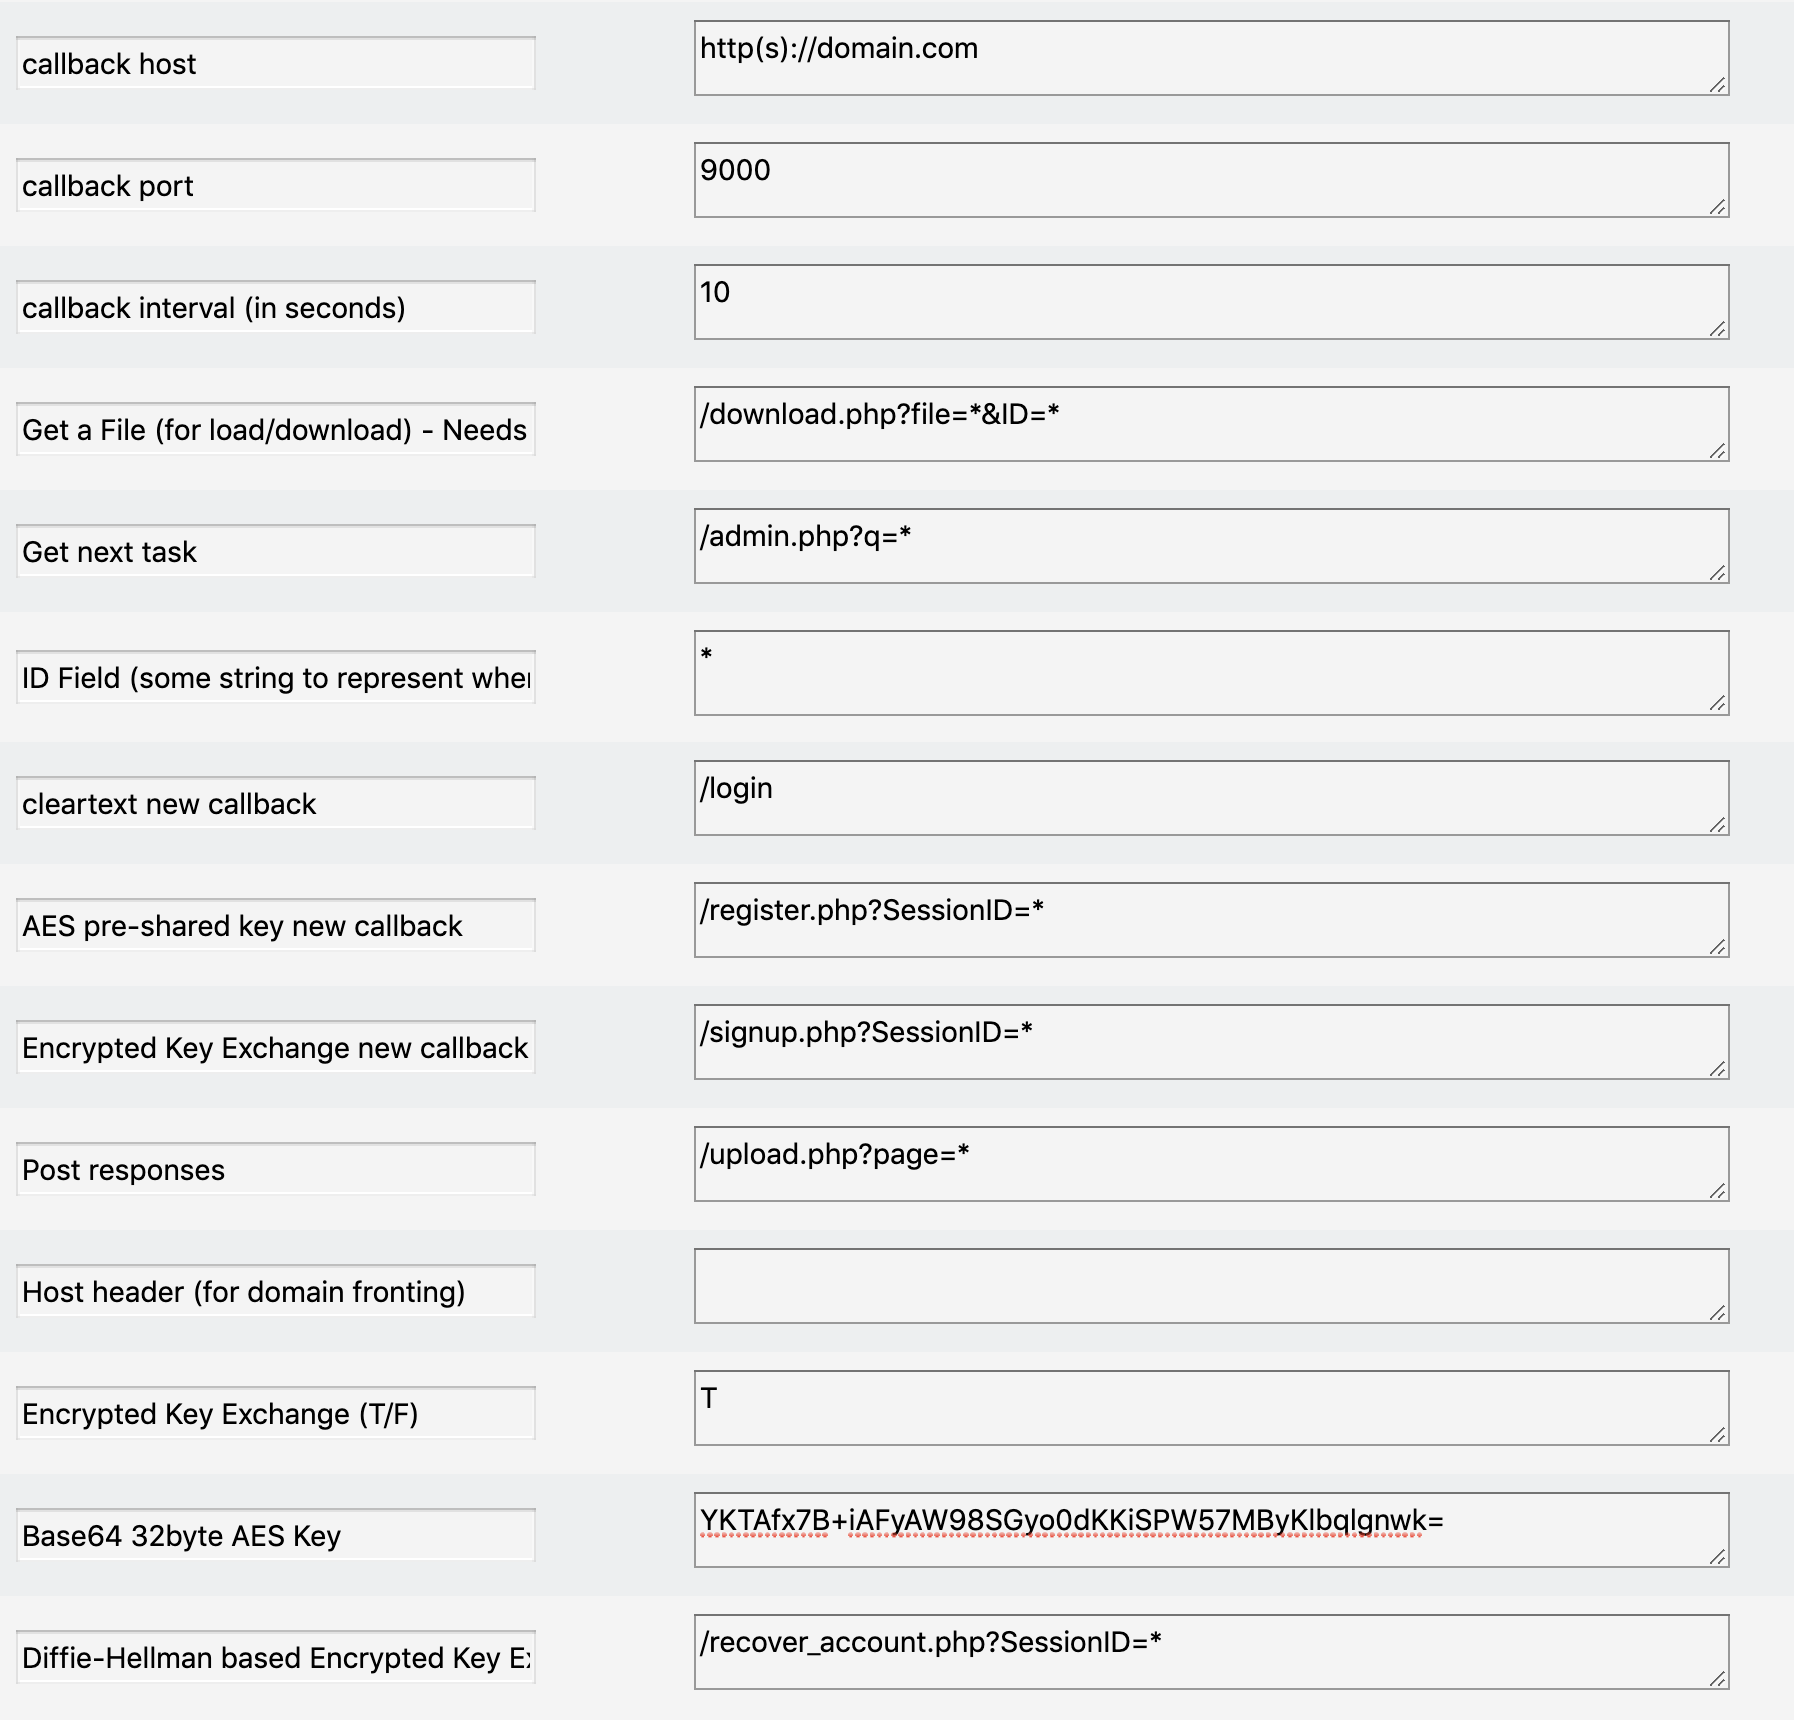 callback host
http(s)://domain.com
callback port
9000
callback interval (in seconds)
10
Get a File (for load/download) - Needs
/download.php?file=*&ID=*
Get next task
/admin.php?q=*
ID Field (some string to represent wher
*
cleartext new callback
/login
AES pre-shared key new callback
/register.php?SessionID=*
Encrypted Key Exchange new callback
/signup.php?SessionID=*
Post responses
/upload.php?page=*
Host header (for domain fronting)
Encrypted Key Exchange (T/F)
T
Base64 32byte AES Key
YKTAfx7B+iAFyAW98SGyo0dKKiSPW57MByKlbqlgnwk=
Diffie-Hellman based Encrypted Key Ex
/recover_account.php?SessionID=*